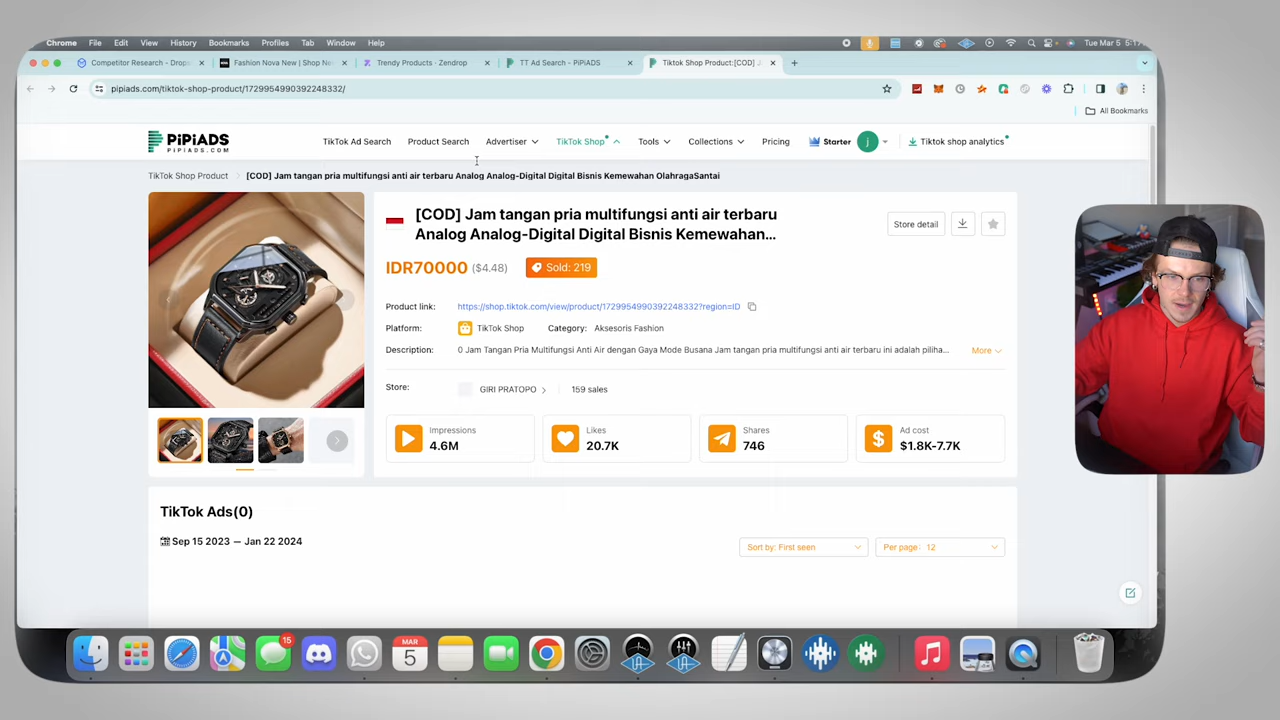 Chrome File Edit View History Bookmarks Profiles Tab Window Help
Tue Mar 5
Competitor Research - Drops
Fashion Nova New | Shop Ne
Trendy Products - Zendrop
TT Ad Search - PiPiADS
Tiktok Shop Product:[COD] J
pipiads.com/tiktok-shop-product/1729954990392248332/
All Bookmarks
PiPiADS
PIPIADS.COM
TikTok Ad Search
Product Search
Advertiser
TikTok Shop
Tools
Collections
Pricing
Starter
j
Tiktok shop analytics
TikTok Shop Product
[COD] Jam tangan pria multifungsi anti air terbaru Analog Analog-Digital Digital Bisnis Kemewahan OlahragaSantai
[COD] Jam tangan pria multifungsi anti air terbaru
Analog Analog-Digital Digital Bisnis Kemewahan...
Store detail
IDR70000 ($4.48) Sold: 219
Product link: https://shop.tiktok.com/view/product/1729954990392248332?region=ID
Platform: TikTok Shop Category: Aksesoris Fashion
Description: 0 Jam Tangan Pria Multifungsi Anti Air dengan Gaya Mode Busana Jam tangan pria multifungsi anti air terbaru ini adalah piliha... More
Store: GIRI PRATOPO > 159 sales
Impressions
4.6M
Likes
20.7K
Shares
746
Ad cost
$1.8K-7.7K
TikTok Ads(0)
Sep 15 2023 — Jan 22 2024
Sort by: First seen
Per page: 12
15
MAR
5